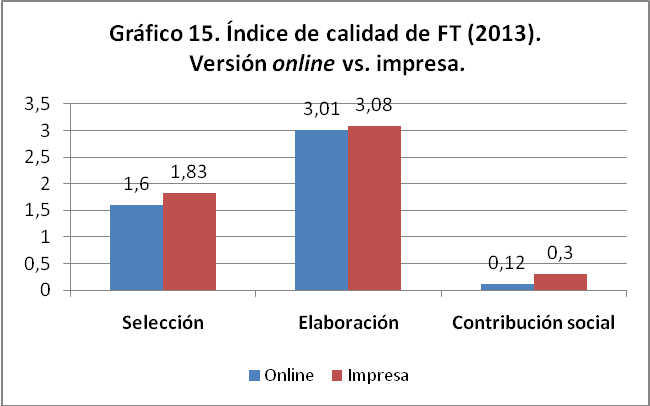 Gráfico 15. Índice de calidad de FT (2013).
Versión online vs. impresa.
3,5
3
2,5
2
1,5
1
0,5
0
1,6
1,83
3,01
3,08
0,12
0,3
Selección
Elaboración
Contribución social
Online
Impresa